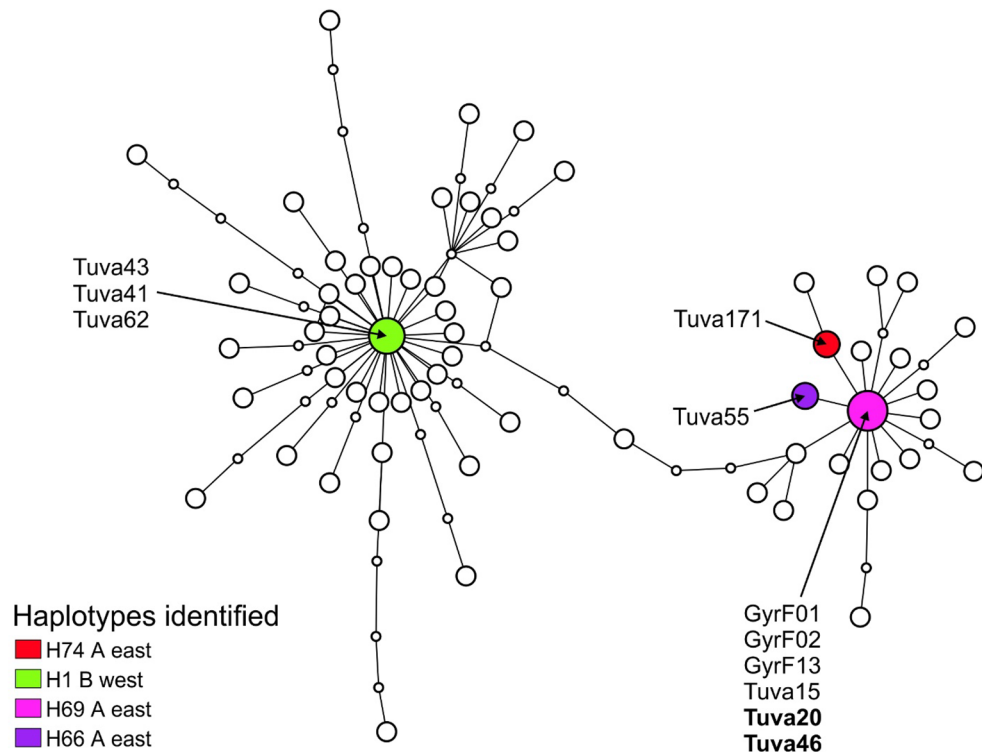 Tuva43
Tuva41
Tuva62
Tuva171
Tuva55
GyrF01
GyrF02
GyrF13
Tuva15
Tuva20
Tuva46
Haplotypes identified
H74 A east
H1 B west
H69 A east
H66 A east